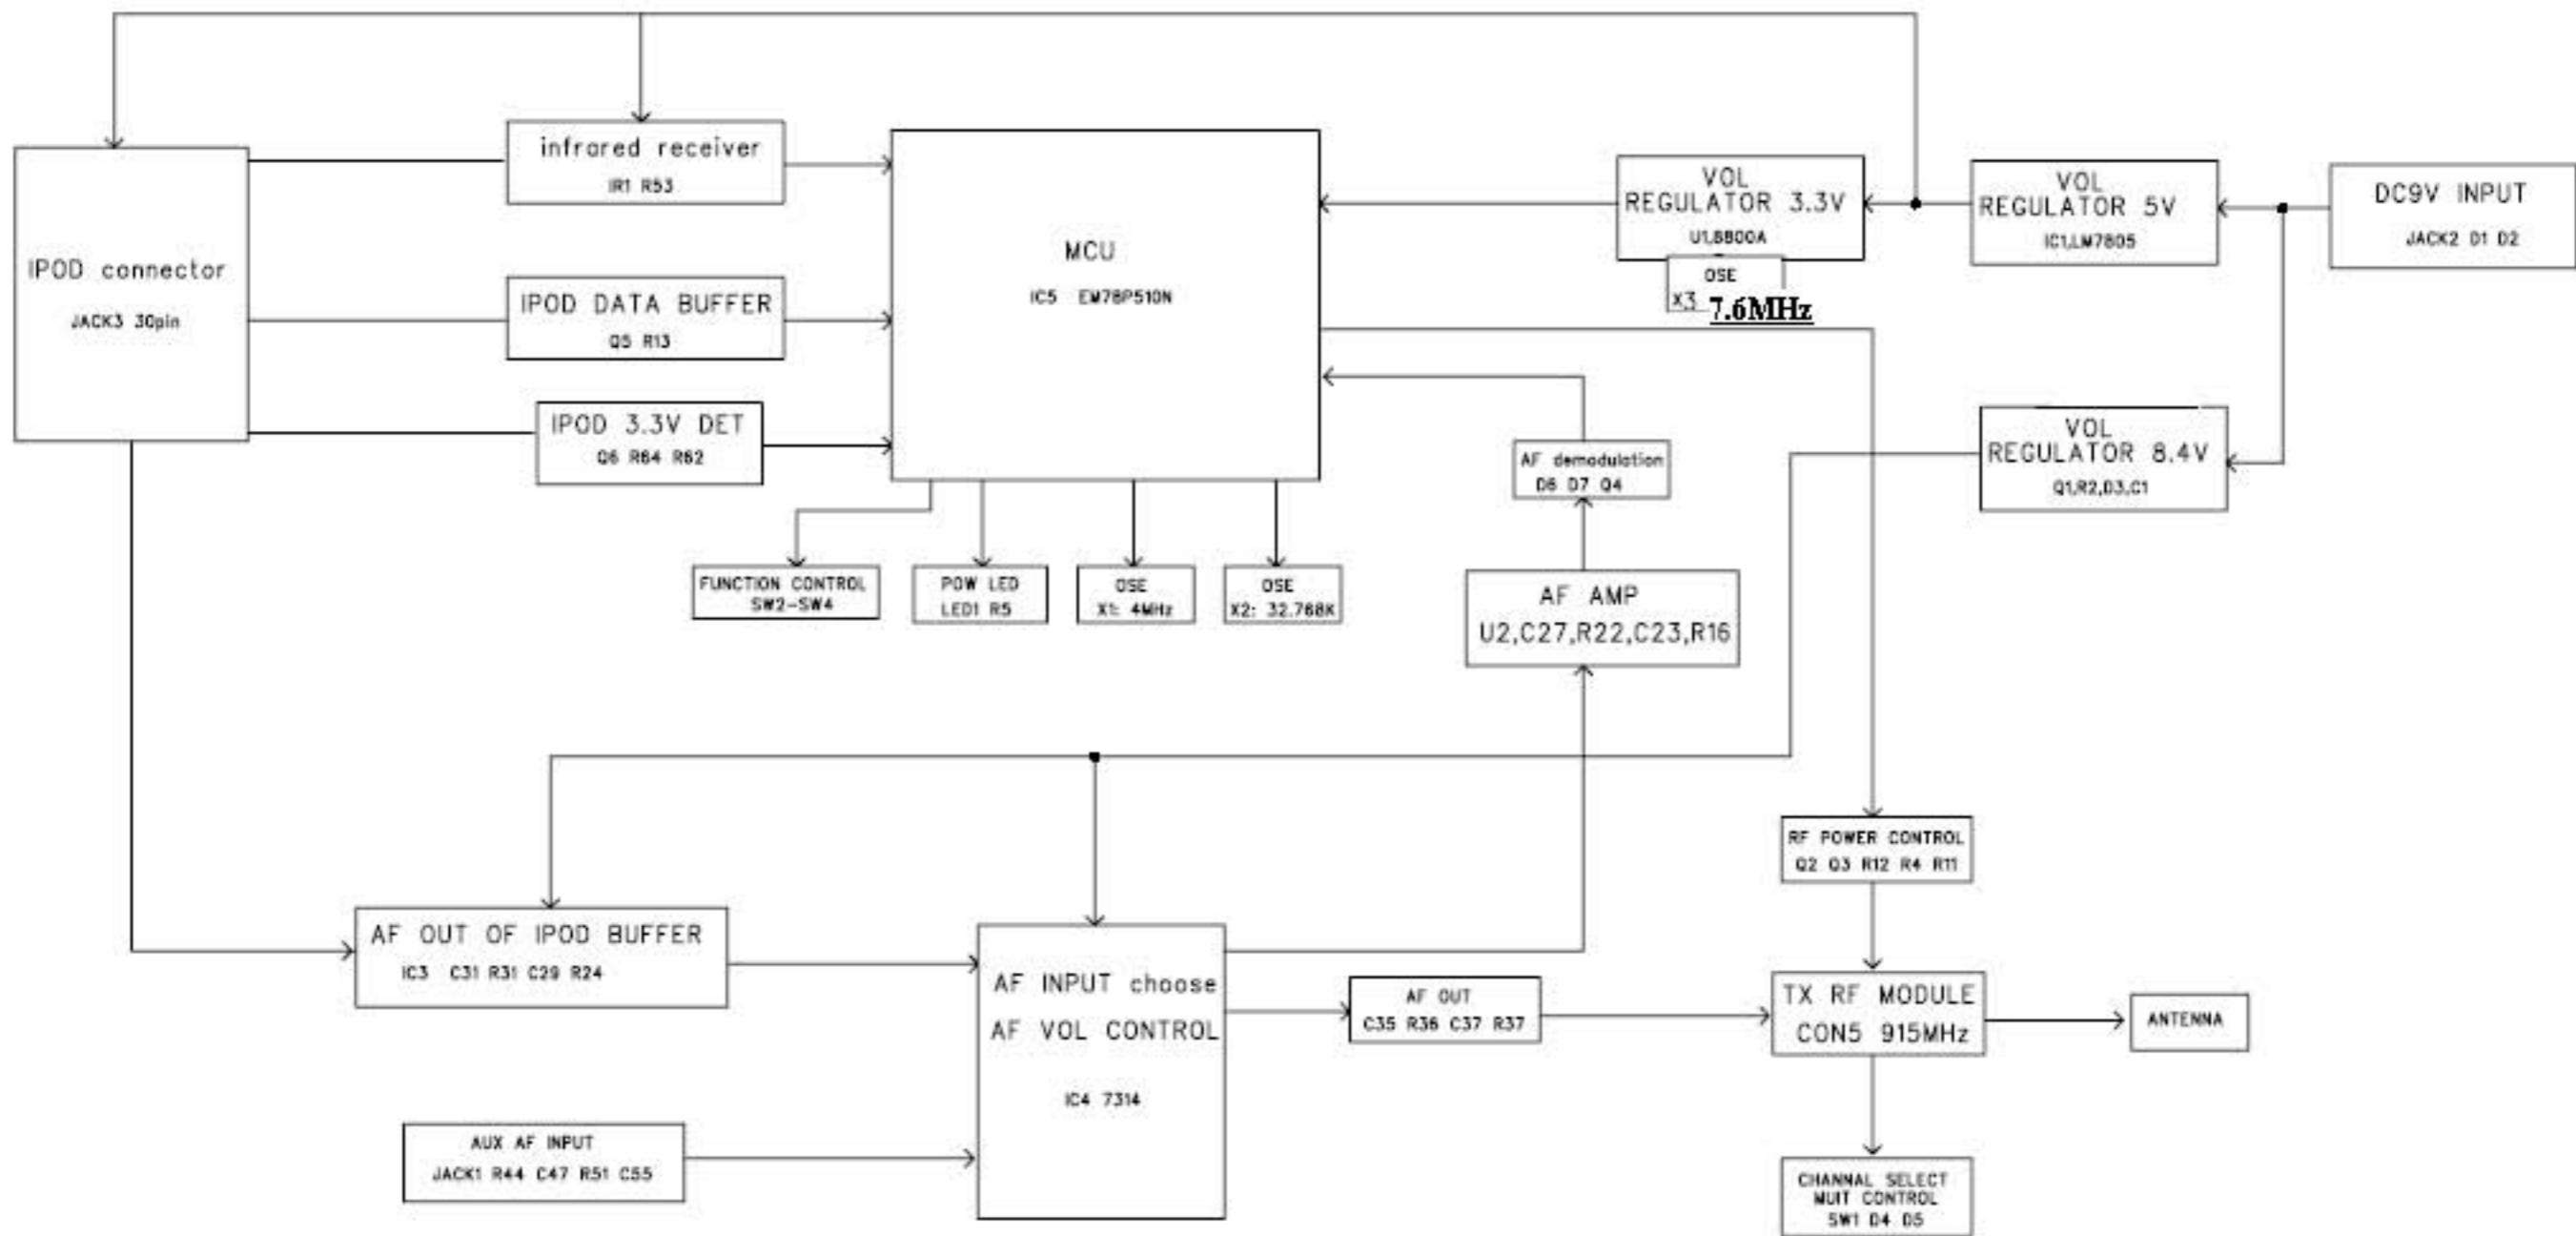 infrared receiver
IR1 R53
IPOD connector
JACK3 30pin
IPOD DATA BUFFER
Q5 R13
IPOD 3.3V DET
Q6 R64 R62
MCU
IC5 EM78P510N
VOL
REGULATOR 3.3V
U1,8800A
OSE
X3 7.6MHz
VOL
REGULATOR 5V
IC1,LM7805
DC9V INPUT
JACK2 D1 D2
VOL
REGULATOR 8.4V
Q1,R2,D3,C1
AF demodulation
D6 D7 Q4
FUNCTION CONTROL
SW2-SW4
POW LED
LED1 R5
OSE
X1: 4MHz
OSE
X2: 32.768K
AF AMP
U2,C27,R22,C23,R16
RF POWER CONTROL
Q2 Q3 R12 R4 R11
AF OUT OF IPOD BUFFER
IC3 C31 R31 C29 R24
AF INPUT choose
AF VOL CONTROL
IC4 7314
AF OUT
C35 R36 C37 R37
TX RF MODULE
CON5 915MHz
ANTENNA
AUX AF INPUT
JACK1 R44 C47 R51 C55
CHANNAL SELECT
MUIT CONTROL
SW1 D4 D5